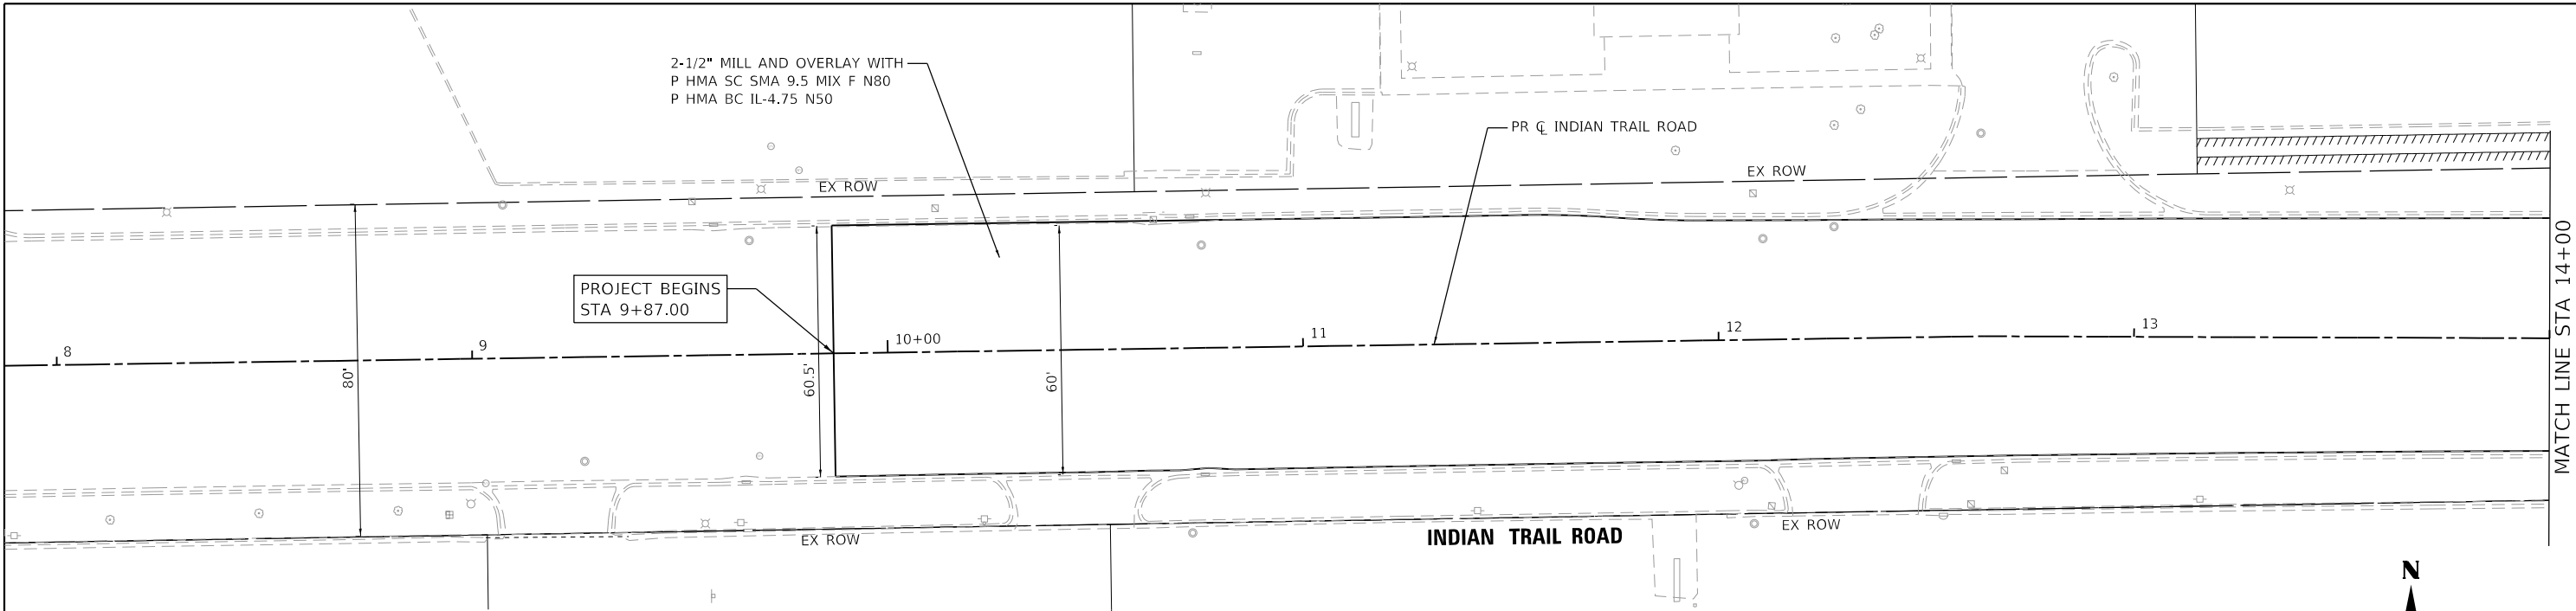 2-1/2" MILL AND OVERLAY WITH
P HMA SC SMA 9.5 MIX F N80
P HMA BC IL-4.75 N50
PR ℄ INDIAN TRAIL ROAD
EX ROW
EX ROW
PROJECT BEGINS
STA 9+87.00
8
9
10+00
11
12
13
80'
60.5'
60'
MATCH LINE STA 14+00
EX ROW
INDIAN TRAIL ROAD
EX ROW
N